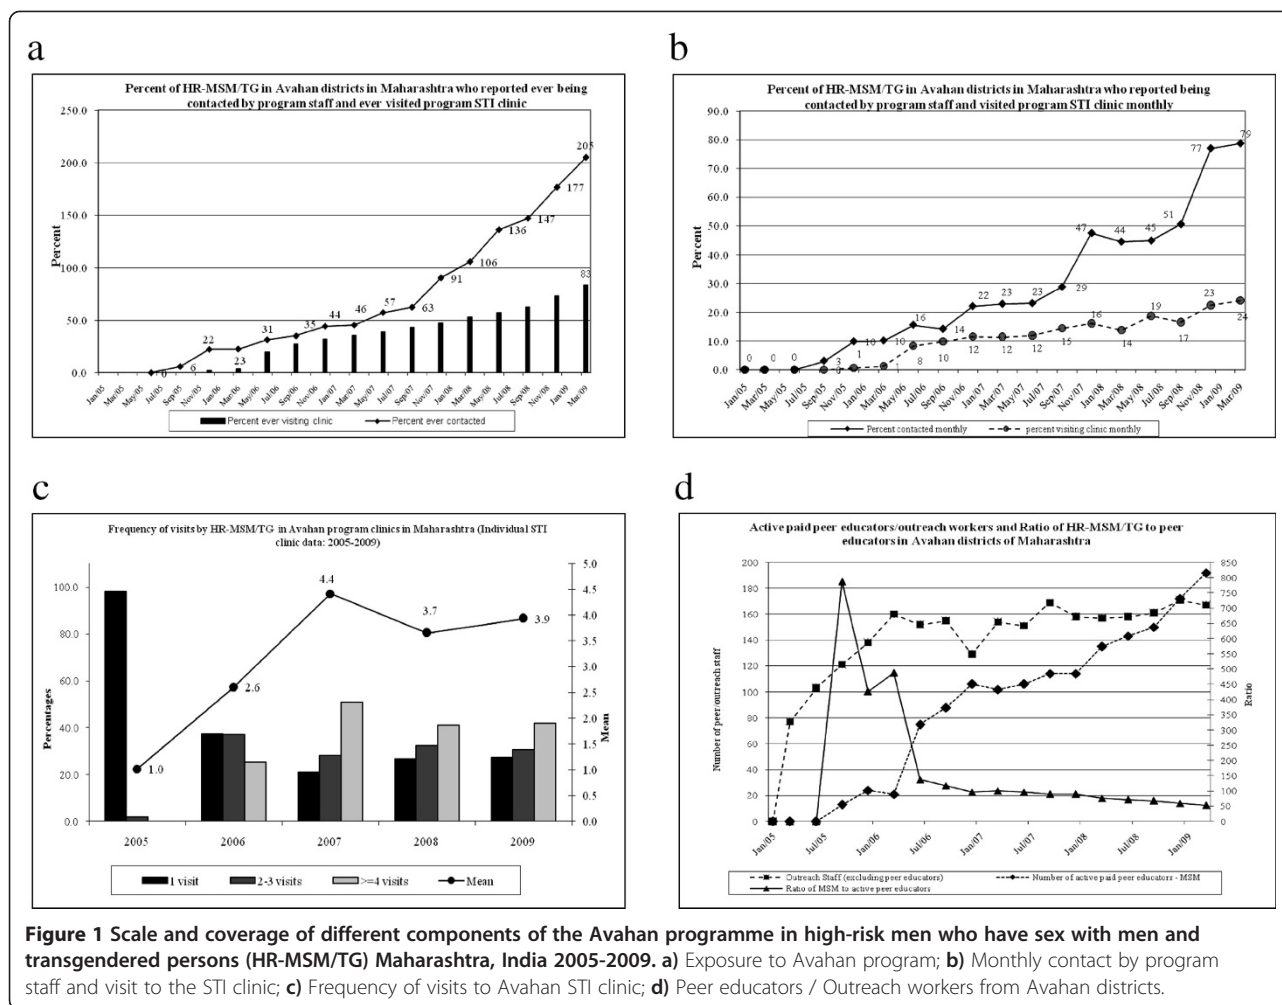 a
Percent of HR-MSM/TG in Avahan districts in Maharashtra who reported ever being
contacted by program staff and ever visited program STI clinic
250.0
200.0
150.0
100.0
50.0
0.0
Percent
0
6
22
23
31
35
44
46
57
63
91
106
136
147
177
205
83
Jan/05
Mar/05
May/05
Jul/05
Sep/05
Nov/05
Jan/06
Mar/06
May/06
Jul/06
Sep/06
Nov/06
Jan/07
Mar/07
May/07
Jul/07
Sep/07
Nov/07
Jan/08
Mar/08
May/08
Jul/08
Sep/08
Nov/08
Jan/09
Mar/09
Percent ever visiting clinic
Percent ever contacted
b
Percent of HR-MSM/TG in Avahan districts in Maharashtra who reported being
contacted by program staff and visited program STI clinic monthly
90.0
80.0
70.0
60.0
50.0
40.0
30.0
20.0
10.0
0.0
Percent
0
0
0
3
10
10
16
14
22
23
23
29
47
44
45
51
77
79
1
1
8
10
12
12
12
15
16
14
19
17
23
24
Jan/05
Mar/05
May/05
Jul/05
Sep/05
Nov/05
Jan/06
Mar/06
May/06
Jul/06
Sep/06
Nov/06
Jan/07
Mar/07
May/07
Jul/07
Sep/07
Nov/07
Jan/08
Mar/08
May/08
Jul/08
Sep/08
Nov/08
Jan/09
Mar/09
Percent contacted monthly
percent visiting clinic monthly
c
Frequency of visits by HR-MSM/TG in Avahan program clinics in Maharashtra (Individual STI
clinic data: 2005-2009)
100.0
80.0
60.0
40.0
20.0
0.0
Percentages
5.0
4.5
4.0
3.5
3.0
2.5
2.0
1.5
1.0
0.5
0.0
Mean
1.0
2.6
4.4
3.7
3.9
2005
2006
2007
2008
2009
1 visit
2-3 visits
>=4 visits
Mean
d
Active paid peer educators/outreach workers and Ratio of HR-MSM/TG to peer
educators in Avahan districts of Maharashtra
200
180
160
140
120
100
80
60
40
20
0
Number of peer/outreach staff
850
800
750
700
650
600
550
500
450
400
350
300
250
200
150
100
50
0
Ratio
Jan/05
Jul/05
Jan/06
Jul/06
Jan/07
Jul/07
Jan/08
Jul/08
Jan/09
Outreach Staff (excluding peer educators)
Number of active paid peer educators - MSM
Ratio of MSM to active peer educators
Figure 1 Scale and coverage of different components of the Avahan programme in high-risk men who have sex with men and
transgendered persons (HR-MSM/TG) Maharashtra, India 2005-2009. a) Exposure to Avahan program; b) Monthly contact by program
staff and visit to the STI clinic; c) Frequency of visits to Avahan STI clinic; d) Peer educators / Outreach workers from Avahan districts.